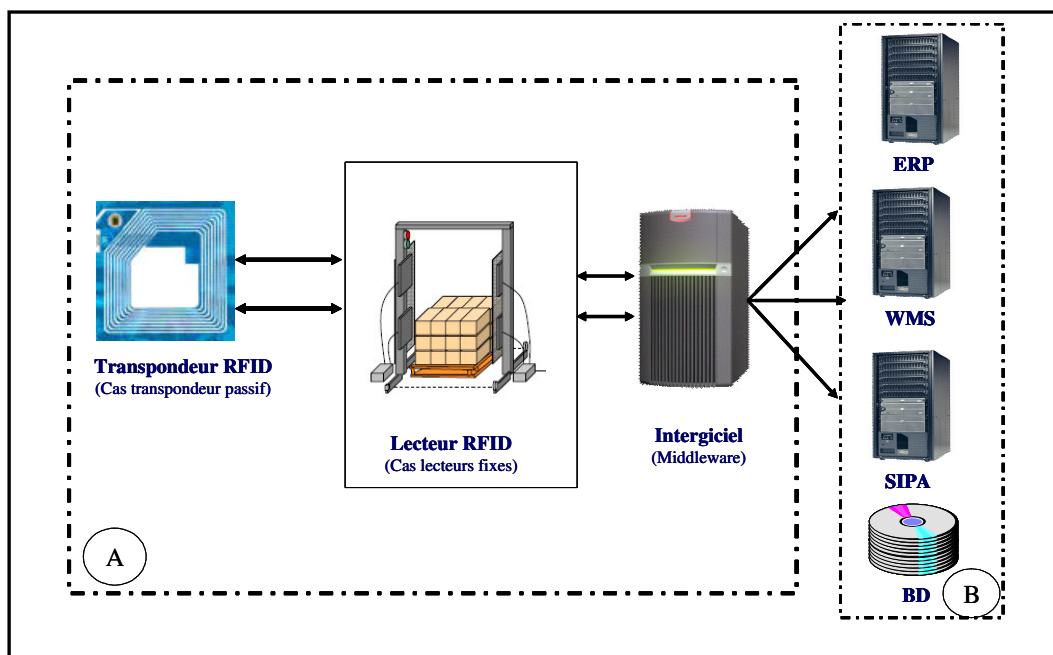 ERP
WMS
Transpondeur RFID
(Cas transpondeur passif)
Lecteur RFID
(Cas lecteurs fixes)
Intergiciel
(Middleware)
SIPA
A
BD
B